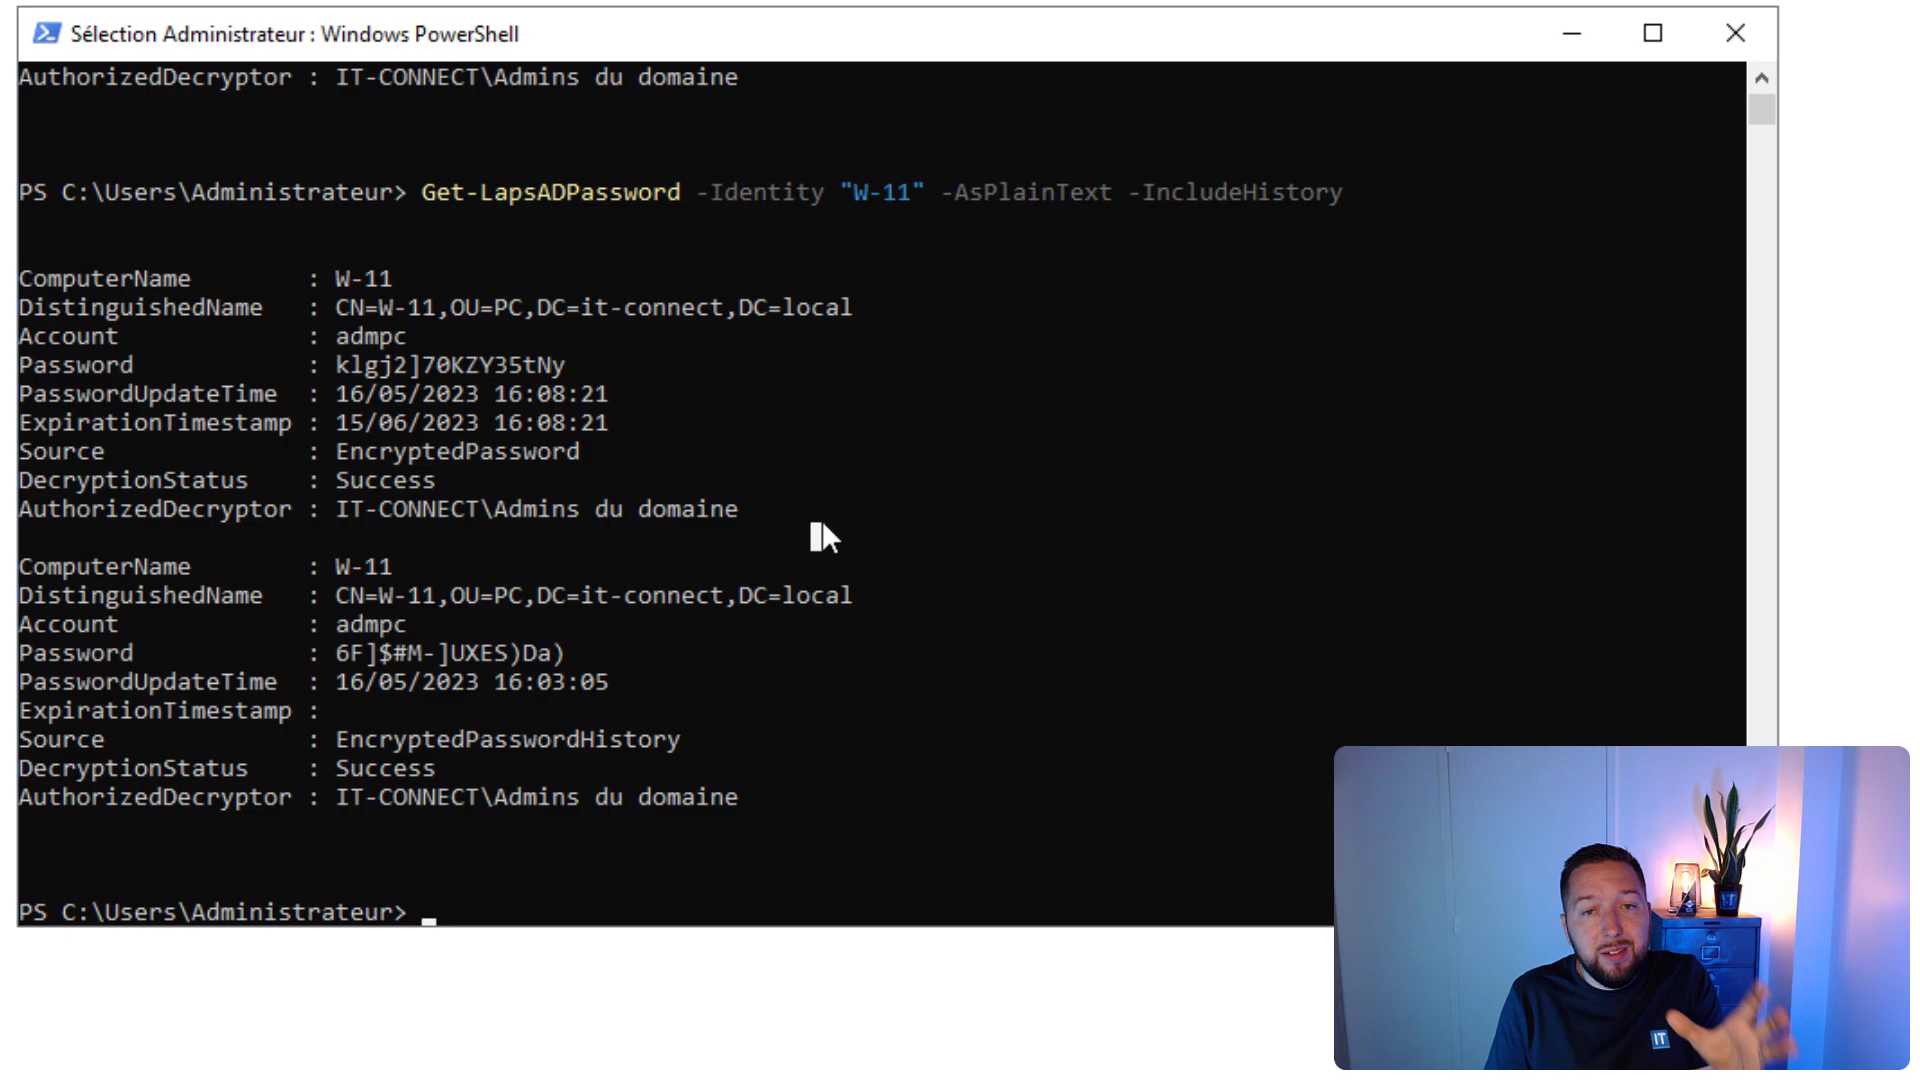 Sélection Administrateur : Windows PowerShell
AuthorizedDecryptor : IT-CONNECT\Admins du domaine
PS C:\Users\Administrateur> Get-LapsADPassword -Identity "W-11" -AsPlainText -IncludeHistory
ComputerName : W-11
DistinguishedName : CN=W-11,OU=PC,DC=it-connect,DC=local
Account : admpc
Password : klgj2]70KZY35tNy
PasswordUpdateTime : 16/05/2023 16:08:21
ExpirationTimestamp : 15/06/2023 16:08:21
Source : EncryptedPassword
DecryptionStatus : Success
AuthorizedDecryptor : IT-CONNECT\Admins du domaine
ComputerName : W-11
DistinguishedName : CN=W-11,OU=PC,DC=it-connect,DC=local
Account : admpc
Password : 6F]$#M-]UXES)Da)
PasswordUpdateTime : 16/05/2023 16:03:05
ExpirationTimestamp :
Source : EncryptedPasswordHistory
DecryptionStatus : Success
AuthorizedDecryptor : IT-CONNECT\Admins du domaine
PS C:\Users\Administrateur>
IT
IT